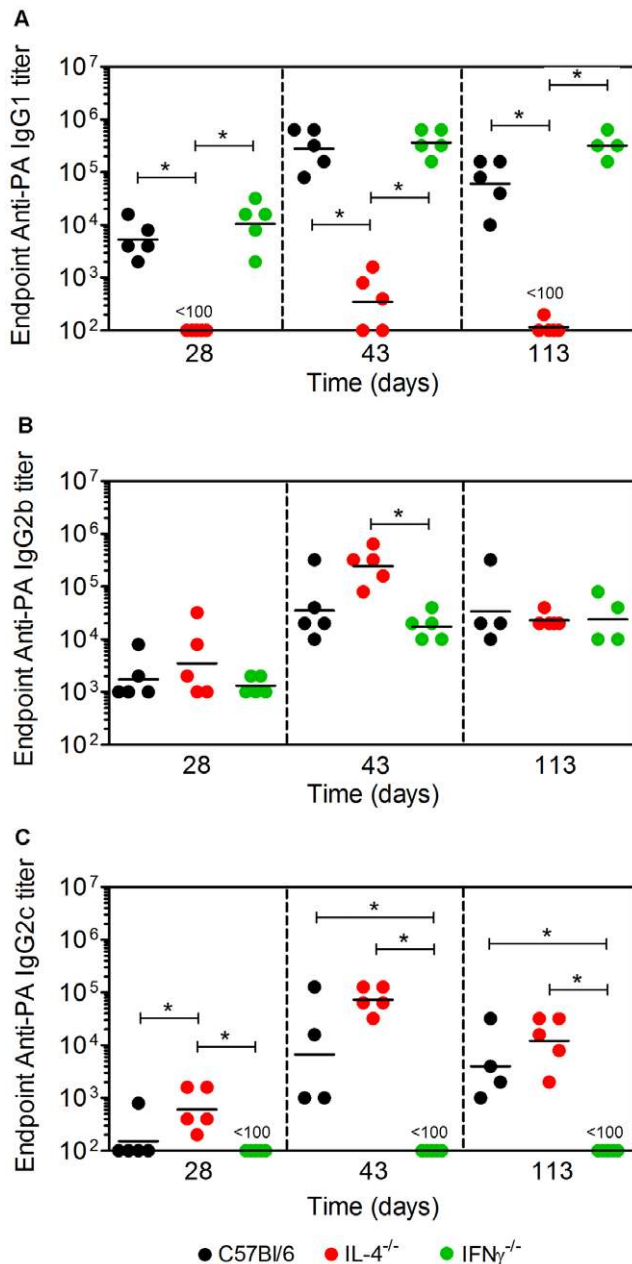 A
Endpoint Anti-PA IgG1 titer
10^7
10^6
10^5
10^4
10^3
10^2
* * * * * *
<100 <100
28 43 113
Time (days)
B
Endpoint Anti-PA IgG2b titer
10^7
10^6
10^5
10^4
10^3
10^2
*
28 43 113
Time (days)
C
Endpoint Anti-PA IgG2c titer
10^7
10^6
10^5
10^4
10^3
10^2
* * * * * *
<100 <100 <100
28 43 113
Time (days)
C57Bl/6 IL-4^-/- IFNγ^-/-